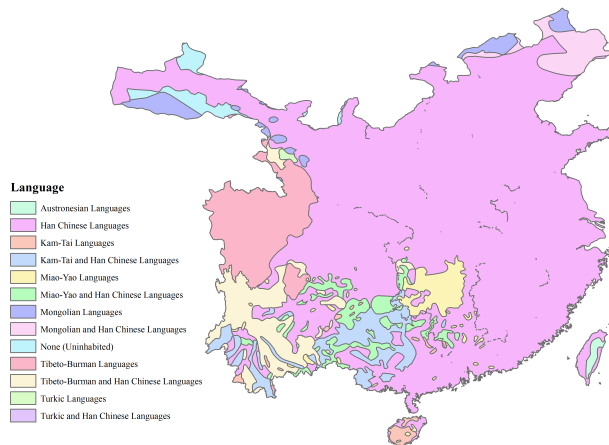 Language
Austronesian Languages
Han Chinese Languages
Kam-Tai Languages
Kam-Tai and Han Chinese Languages
Miao-Yao Languages
Miao-Yao and Han Chinese Languages
Mongolian Languages
Mongolian and Han Chinese Languages
None (Uninhabited)
Tibeto-Burman Languages
Tibeto-Burman and Han Chinese Languages
Turkic Languages
Turkic and Han Chinese Languages